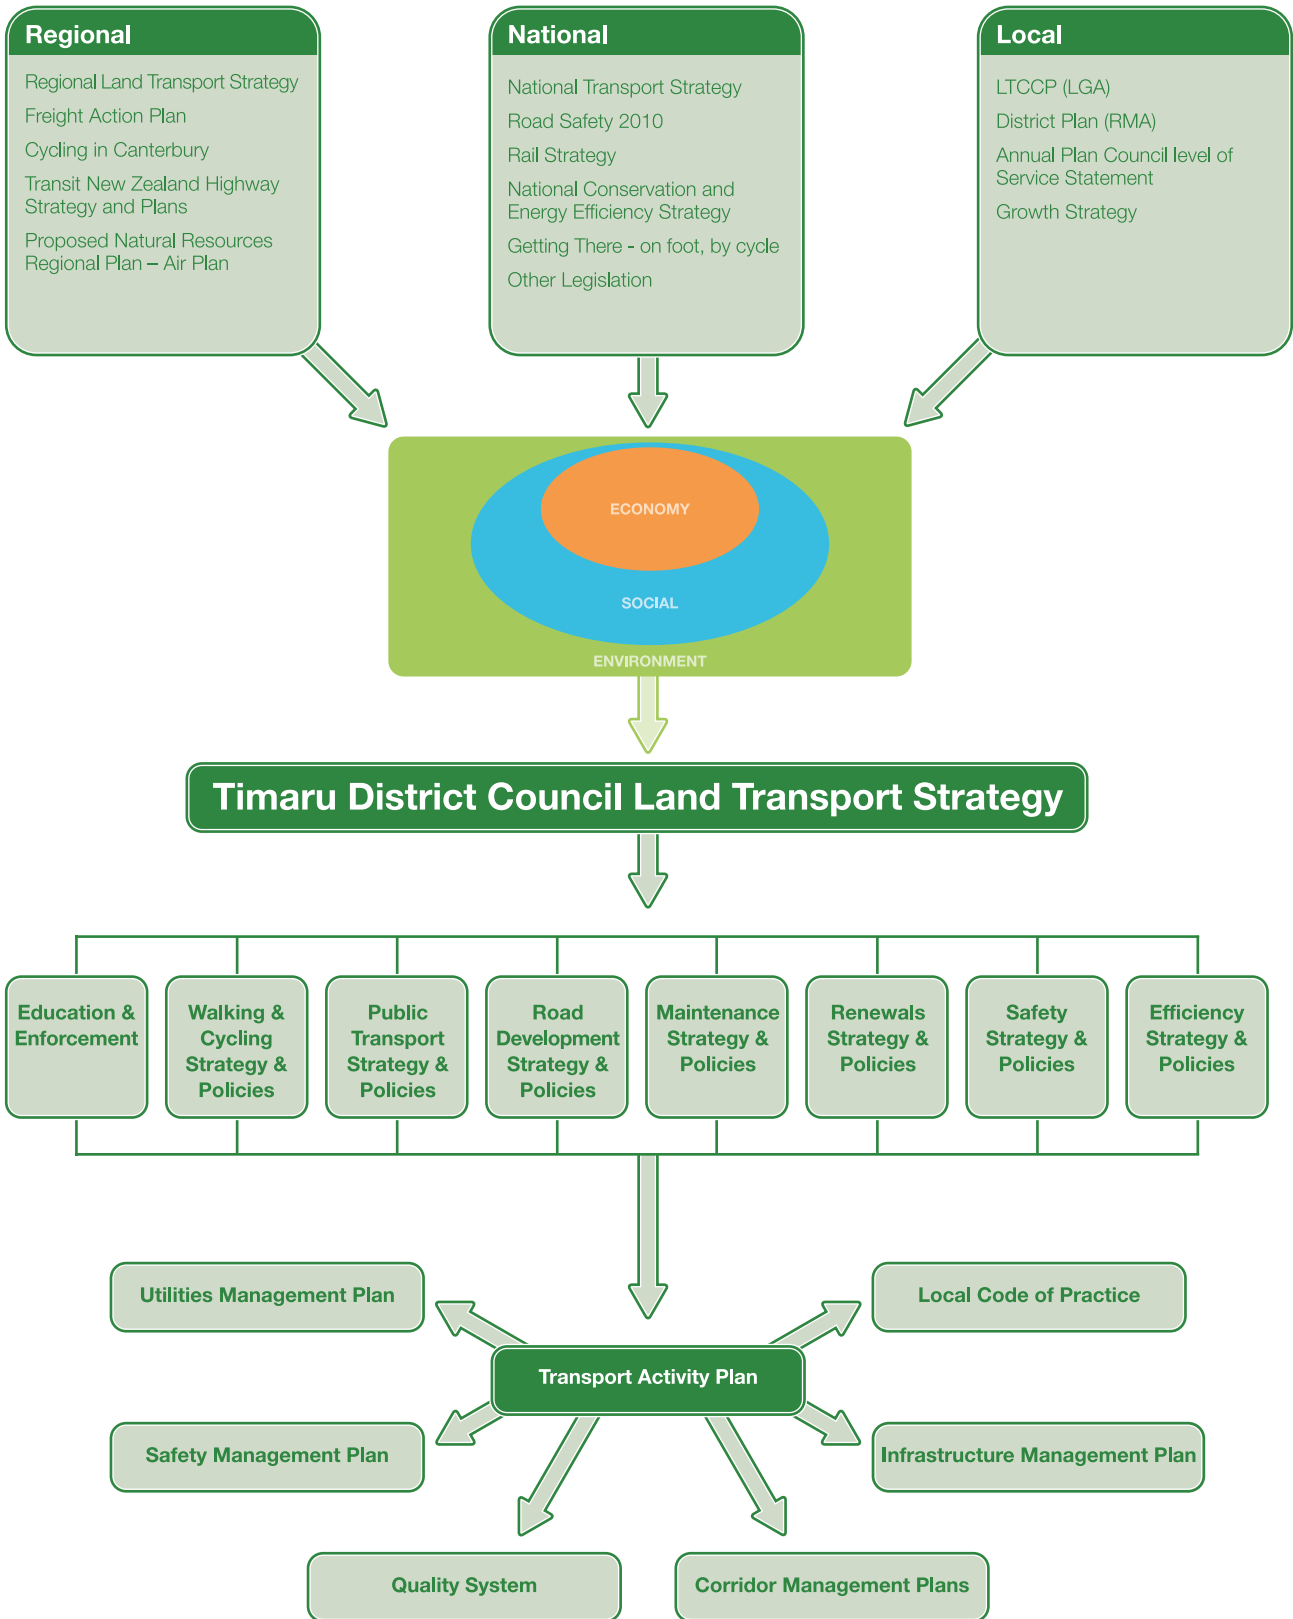 Regional
Regional Land Transport Strategy
Freight Action Plan
Cycling in Canterbury
Transit New Zealand Highway
Strategy and Plans
Proposed Natural Resources
Regional Plan – Air Plan
National
National Transport Strategy
Road Safety 2010
Rail Strategy
National Conservation and
Energy Efficiency Strategy
Getting There - on foot, by cycle
Other Legislation
Local
LTCCP (LGA)
District Plan (RMA)
Annual Plan Council level of
Service Statement
Growth Strategy
ECONOMY
SOCIAL
ENVIRONMENT
Timaru District Council Land Transport Strategy
Education &
Enforcement
Walking &
Cycling
Strategy &
Policies
Public
Transport
Strategy &
Policies
Road
Development
Strategy &
Policies
Maintenance
Strategy &
Policies
Renewals
Strategy &
Policies
Safety
Strategy &
Policies
Efficiency
Strategy &
Policies
Utilities Management Plan
Local Code of Practice
Transport Activity Plan
Safety Management Plan
Infrastructure Management Plan
Quality System
Corridor Management Plans